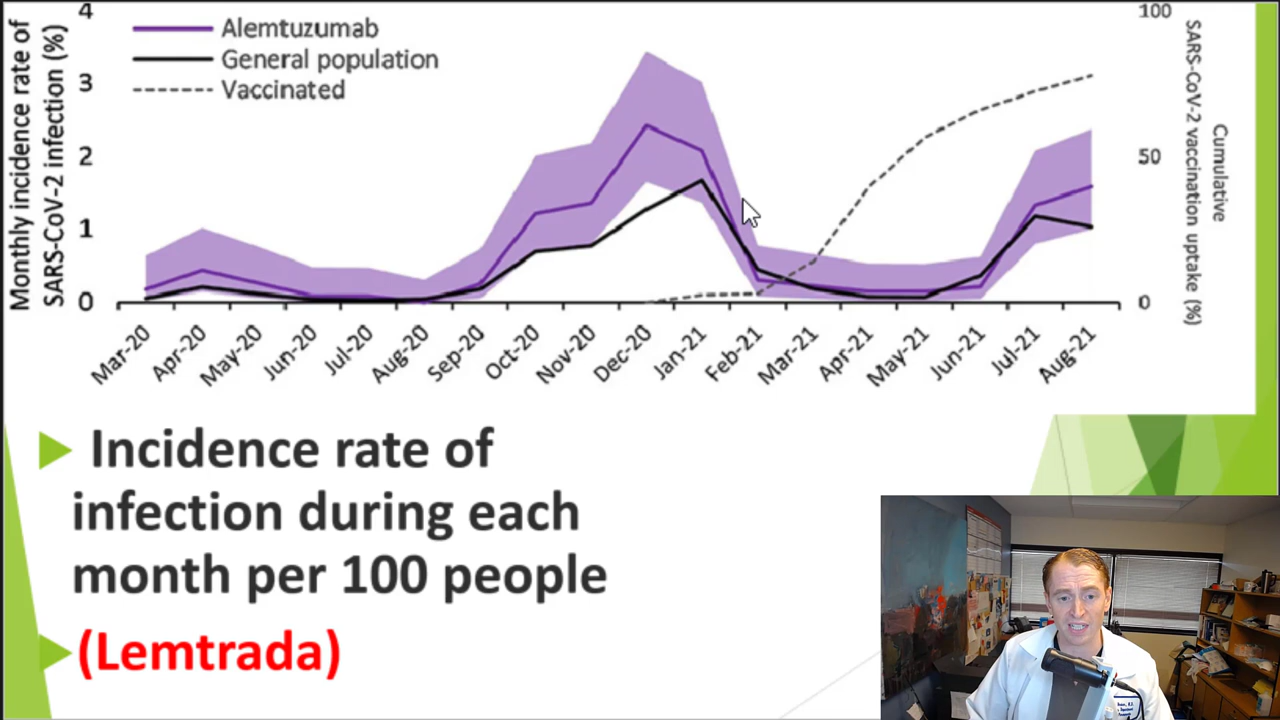 Monthly incidence rate of
SARS-CoV-2 infection (%)
4
3
2
1
0
Alemtuzumab
General population
Vaccinated
100
50
0
Cumulative
SARS-CoV-2 vaccination uptake (%)
Mar-20
Apr-20
May-20
Jun-20
Jul-20
Aug-20
Sep-20
Oct-20
Nov-20
Dec-20
Jan-21
Feb-21
Mar-21
Apr-21
May-21
Jun-21
Jul-21
Aug-21
Incidence rate of
infection during each
month per 100 people
(Lemtrada)